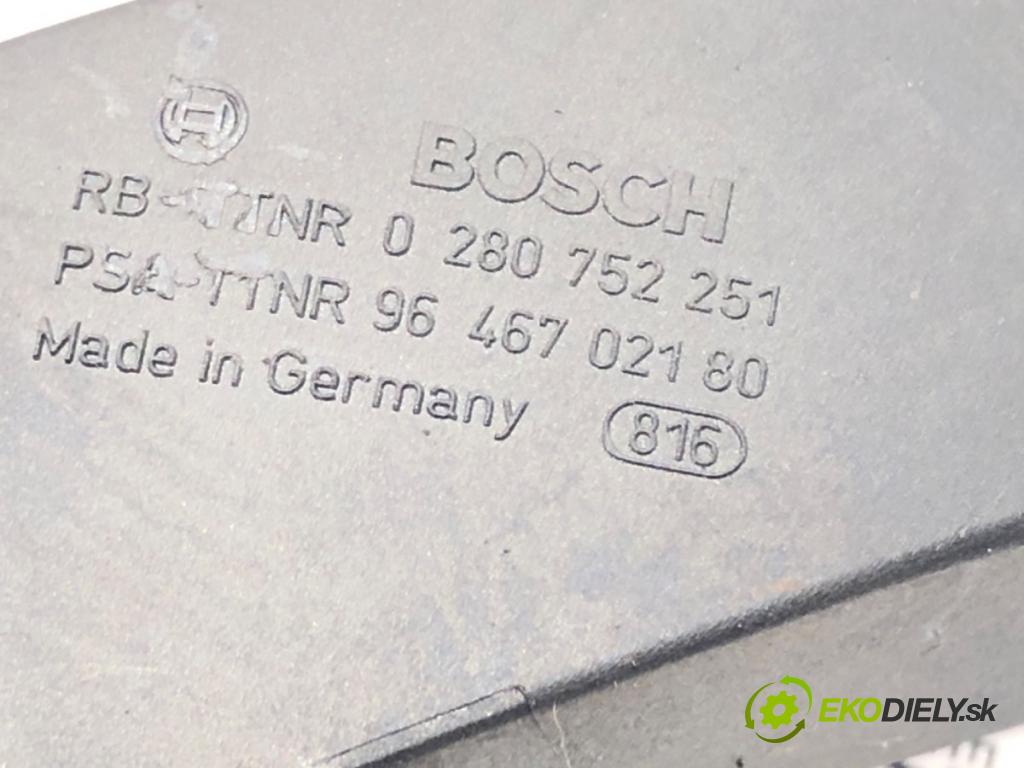 BOSCH
RB-TTNR 0 280 752 251
PSA-TTNR 96 467 021 80
Made in Germany 816
EKODIELY.sk